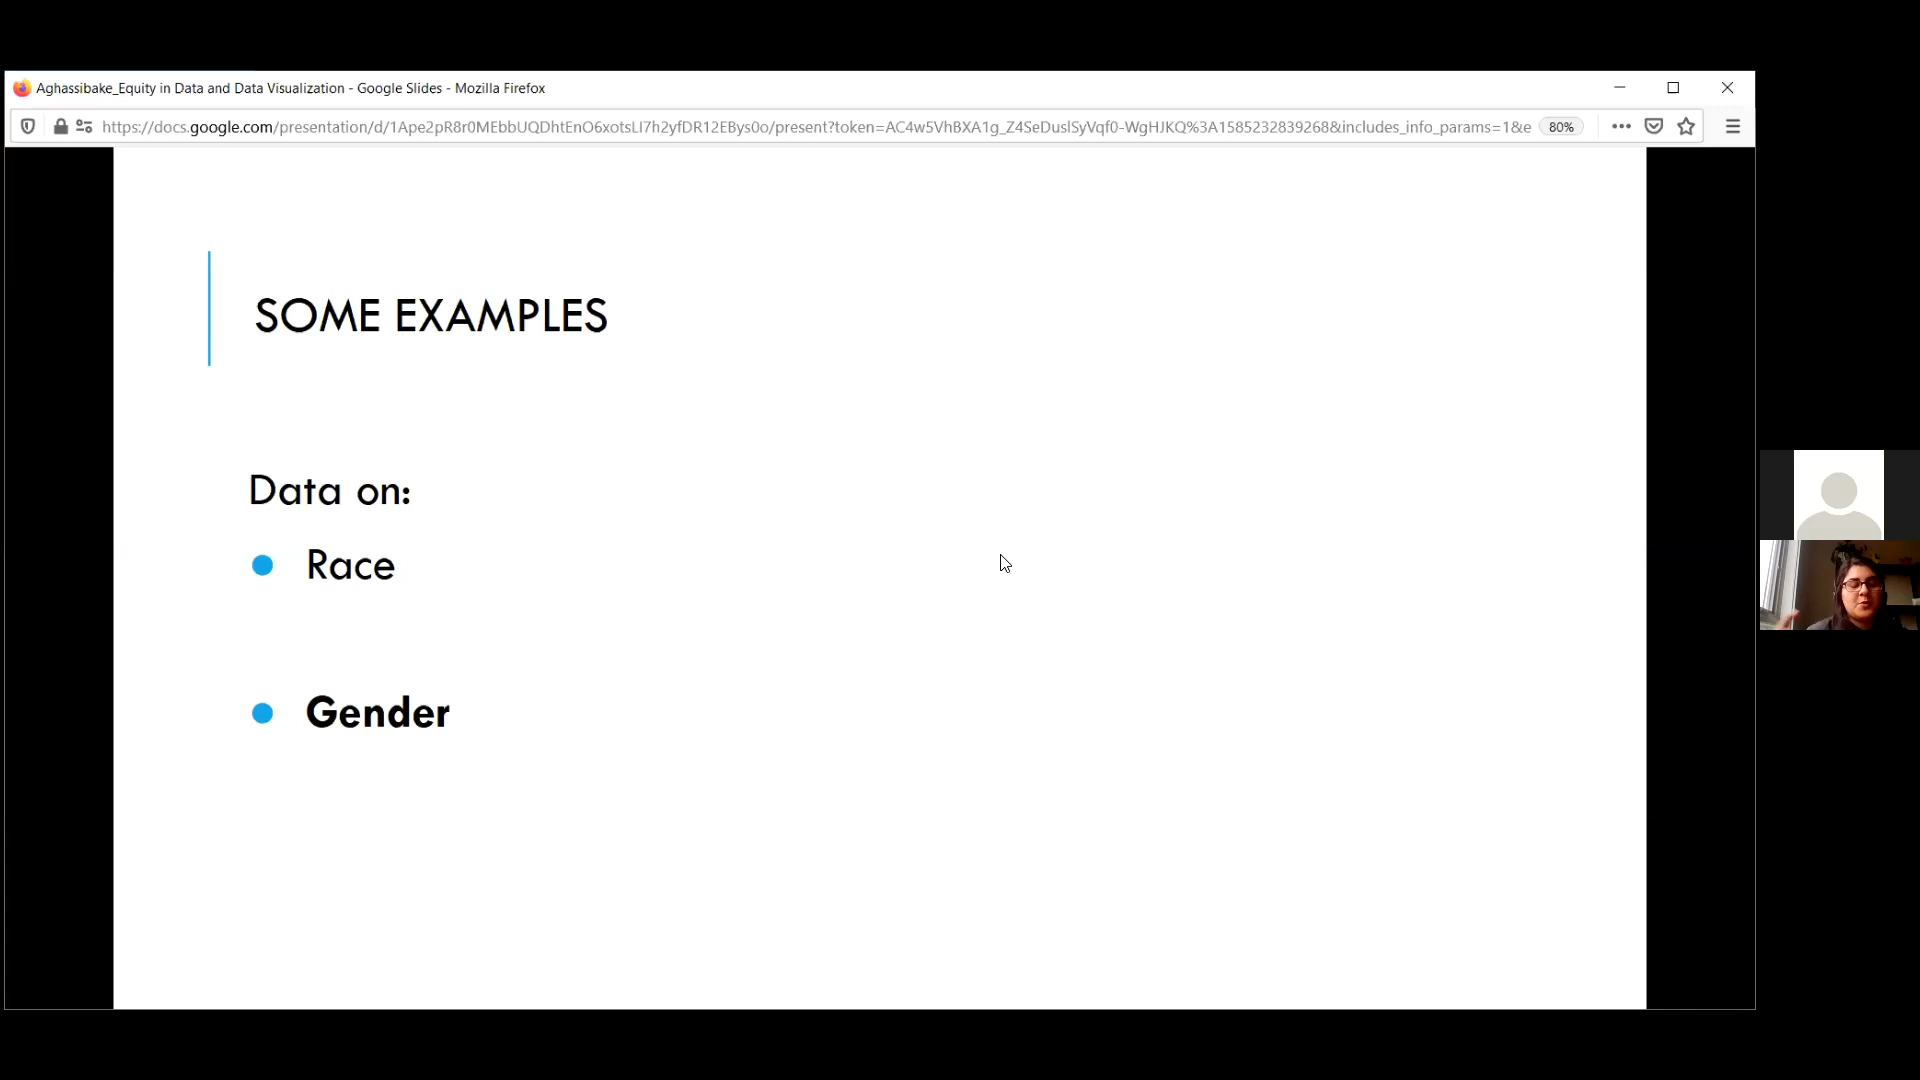 Aghassibake_Equity in Data and Data Visualization - Google Slides - Mozilla Firefox
https://docs.google.com/presentation/d/1Ape2pR8r0MEbbUQDhtEnO6xotsLI7h2yfDR12EBys0o/present?token=AC4w5VhBXA1g_Z4SeDuslSyVqf0-WgHJKQ%3A1585232839268&includes_info_params=1&e 80%
SOME EXAMPLES
Data on:
Race
Gender